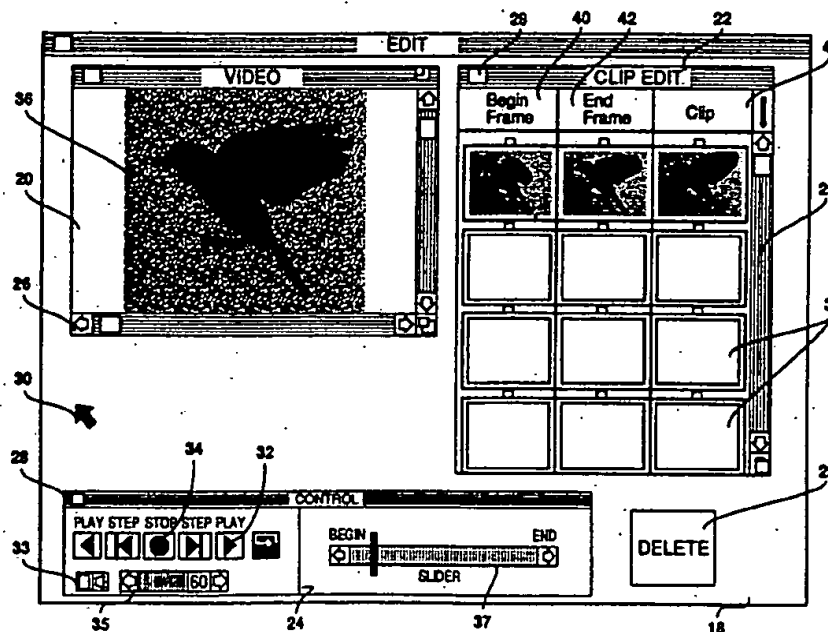 28 40 42 22
EDIT
VIDEO
CLIP EDIT
Begin Frame
End Frame
Clip
36
20
26
30
34 32
28
CONTROL
PLAY STEP STOP STEP PLAY
BEGIN END
SLIDER
60
DELETE
33
35 24 37 18